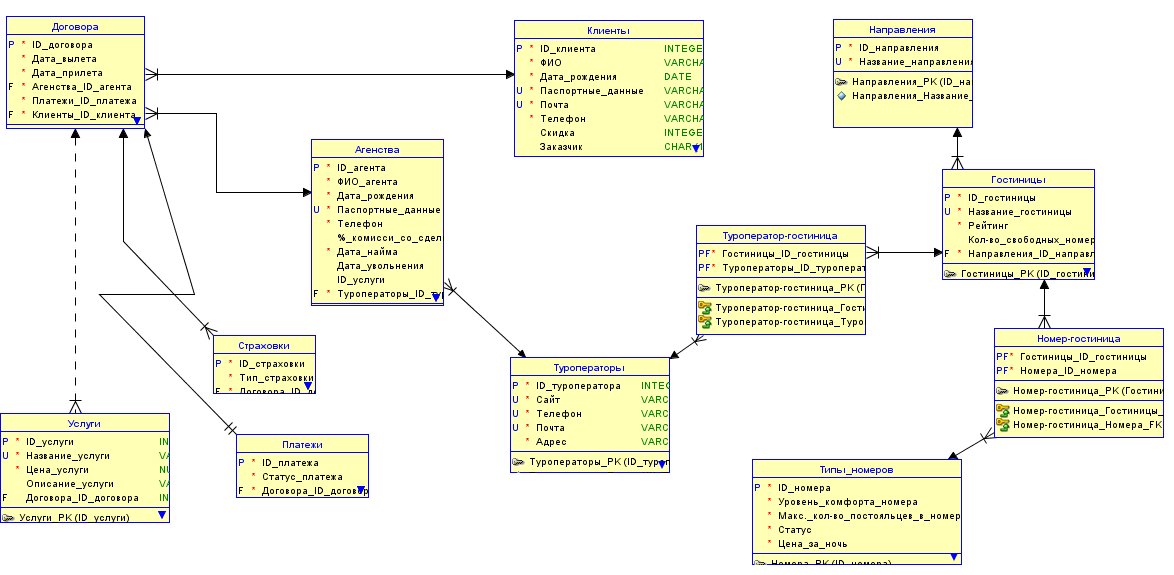 Договора
P * ID_договора
* Дата_вылета
* Дата_прилета
F * Агенства_ID_агента
* Платежи_ID_платежа
F * Клиенты_ID_клиента
Клиенты
P * ID_клиента INTEGE
* ФИО VARCHA
* Дата_рождения DATE
U * Паспортные_данные VARCHA
U * Почта VARCHA
* Телефон VARCHA
Скидка INTEGE
Заказчик CHAR
Направления
P * ID_направления
U * Название_направлени
Направления_PK (ID_на
Направления_Название_
Агенства
P * ID_агента
* ФИО_агента
* Дата_рождения
U * Паспортные_данные
* Телефон
%_комисси_со_сдел
* Дата_найма
Дата_увольнения
ID_услуги
F * Туроператоры_ID_
Гостиницы
P * ID_гостиницы
U * Название_гостиницы
* Рейтинг
Кол-во_свободных_номер
F * Направления_ID_направл
Гостиницы_PK (ID_гостини
Туроператор-гостиница
PF* Гостиницы_ID_гостиницы
PF* Туроператоры_ID_туроперат
Туроператор-гостиница_PK (Г
Туроператор-гостиница_Гости
Туроператор-гостиница_Туро
Страховки
P * ID_страховки
* Тип_страховки
F * Договора_ID_до
Номер-гостиница
PF* Гостиницы_ID_гостиницы
PF* Номера_ID_номера
Номер-гостиница_PK (Гостини
Номер-гостиница_Гостиницы_
Номер-гостиница_Номера_FK
Туроператоры
P * ID_туроператора INTEG
U * Сайт VARC
U * Телефон VARC
U * Почта VARC
* Адрес VARC
Туроператоры_PK (ID_туроп
Услуги
P * ID_услуги IN
U * Название_услуги VA
* Цена_услуги NU
Описание_услуги VA
F Договора_ID_договора IN
Услуги_PK (ID_услуги)
Платежи
P * ID_платежа
* Статус_платежа
F * Договора_ID_догово
Типы_номеров
P * ID_номера
* Уровень_комфорта_номера
* Макс._кол-во_постояльцев_в_номер
* Статус
* Цена_за_ночь
Номера_PK (ID_номера)